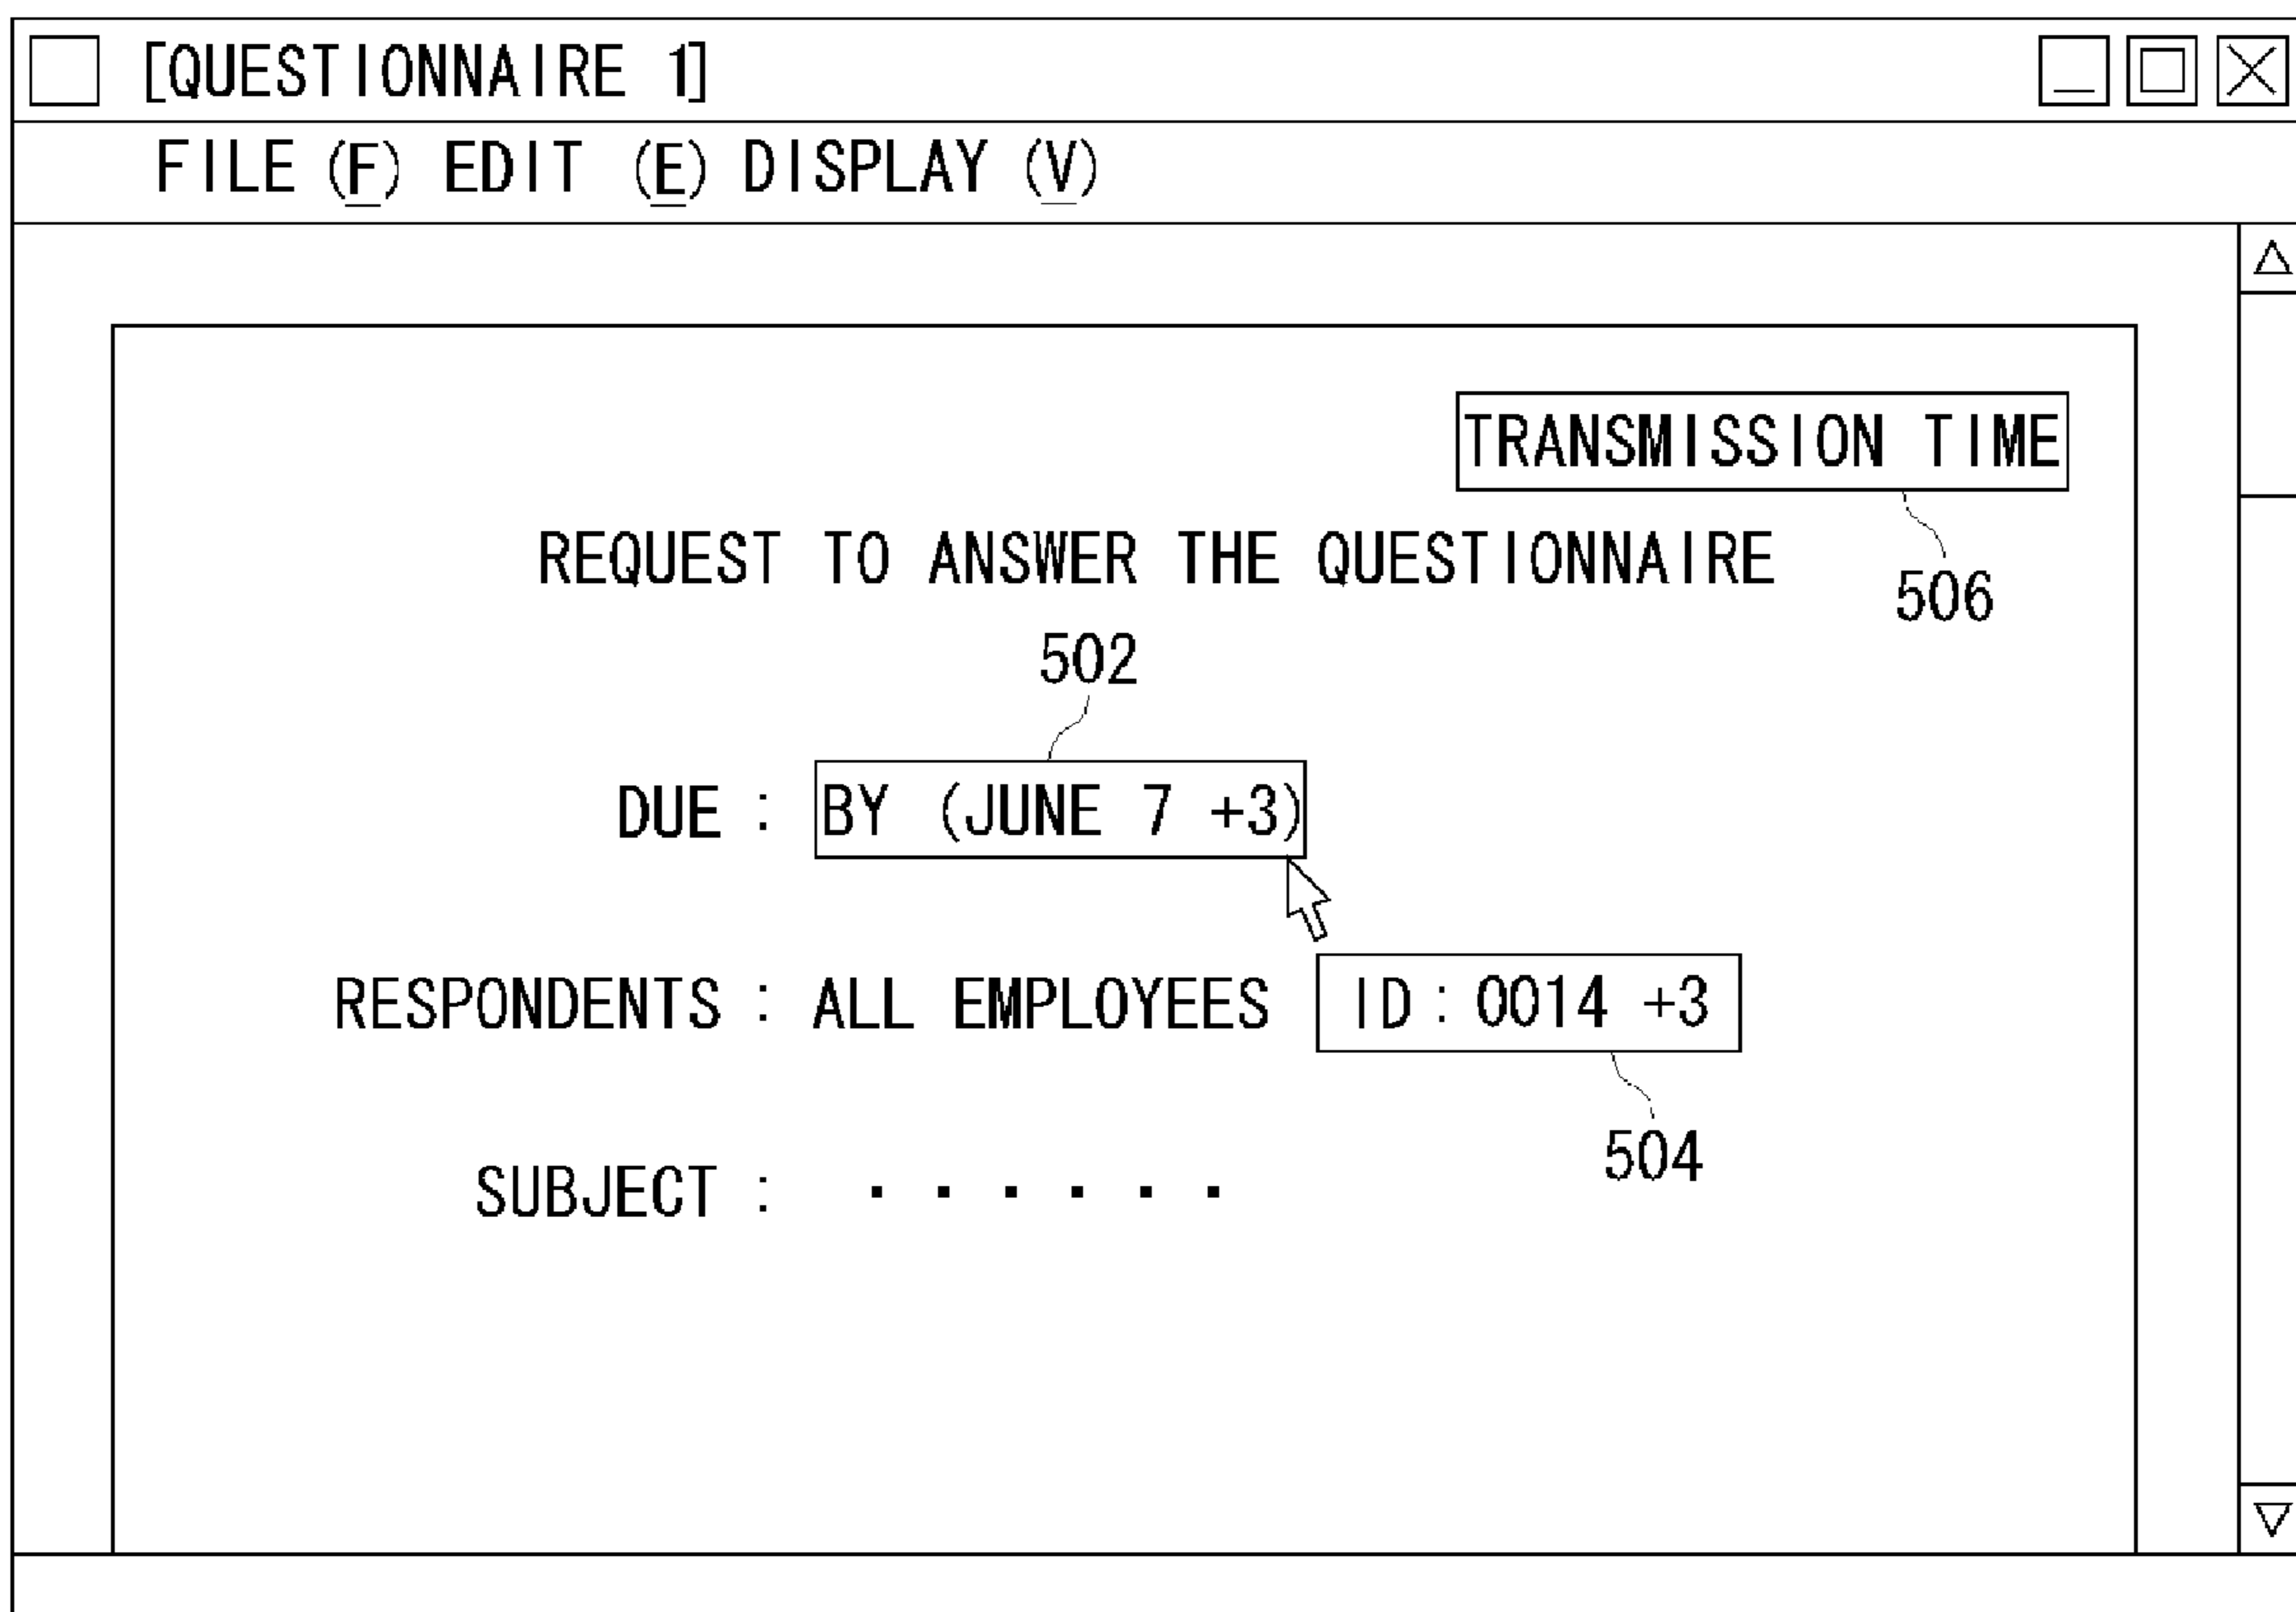 [QUESTIONNAIRE 1]
FILE (F) EDIT (E) DISPLAY (V)
TRANSMISSION TIME
506
REQUEST TO ANSWER THE QUESTIONNAIRE
502
DUE : BY (JUNE 7 +3)
RESPONDENTS : ALL EMPLOYEES ID : 0014 +3
504
SUBJECT : ▪ ▪ ▪ ▪ ▪ ▪